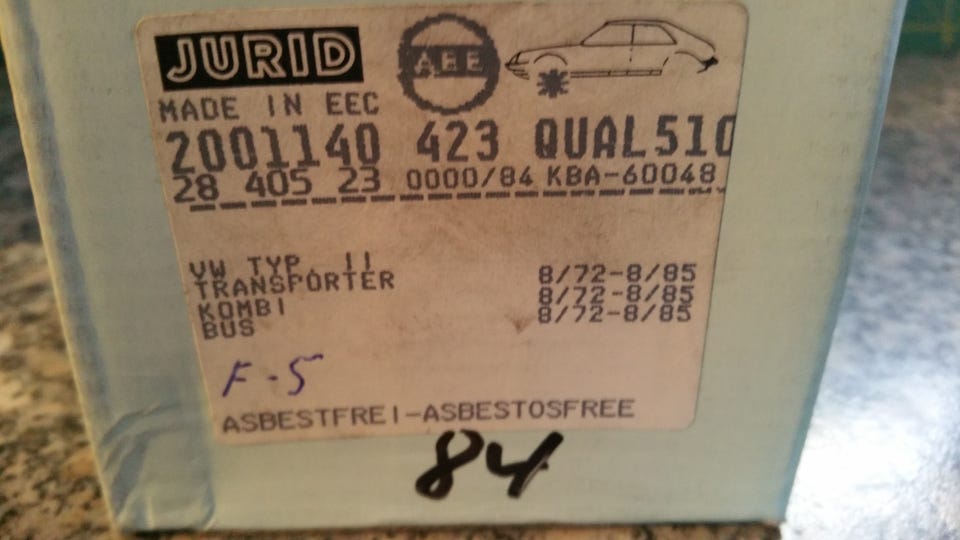 JURID
ABE
MADE IN EEC
2001140 423 QUAL510
28 405 23 0000/84 KBA-60048
VW TYP II
TRANSPORTER 8/72-8/85
KOMBI 8/72-8/85
BUS 8/72-8/85
F-5
ASBESTFREI-ASBESTOSFREE
84